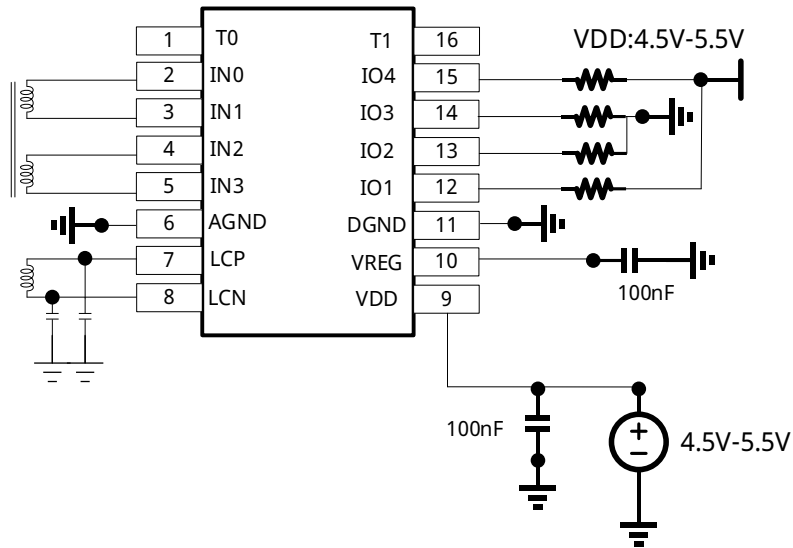 1 T0 T1 16 VDD:4.5V-5.5V
2 IN0 IO4 15
3 IN1 IO3 14
4 IN2 IO2 13
5 IN3 IO1 12
6 AGND DGND 11
7 LCP VREG 10
8 LCN VDD 9
100nF
100nF
4.5V-5.5V